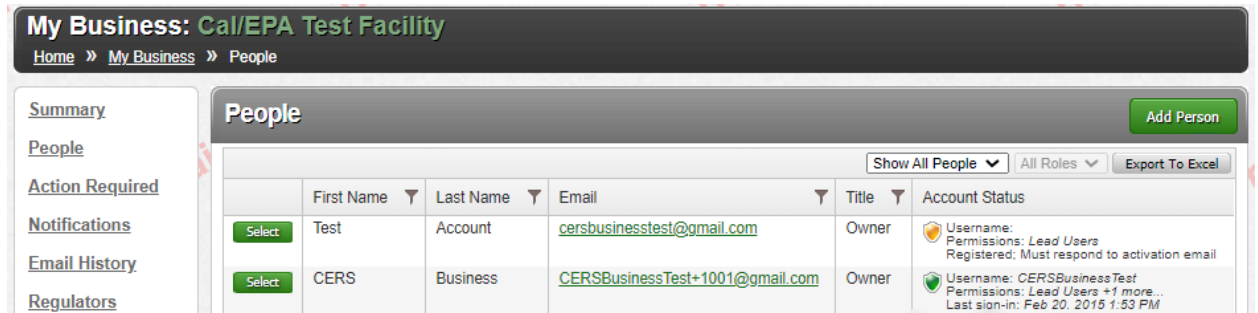 My Business: Cal/EPA Test Facility
Home » My Business » People
Summary
People
Action Required
Notifications
Email History
Regulators
People
Add Person
Show All People All Roles Export To Excel
First Name Last Name Email Title Account Status
Select Test Account cersbusinesstest@gmail.com Owner Username:
Permissions: Lead Users
Registered; Must respond to activation email
Select CERS Business CERSBusinessTest+1001@gmail.com Owner Username: CERSBusinessTest
Permissions: Lead Users +1 more...
Last sign-in: Feb 20, 2015 1:53 PM